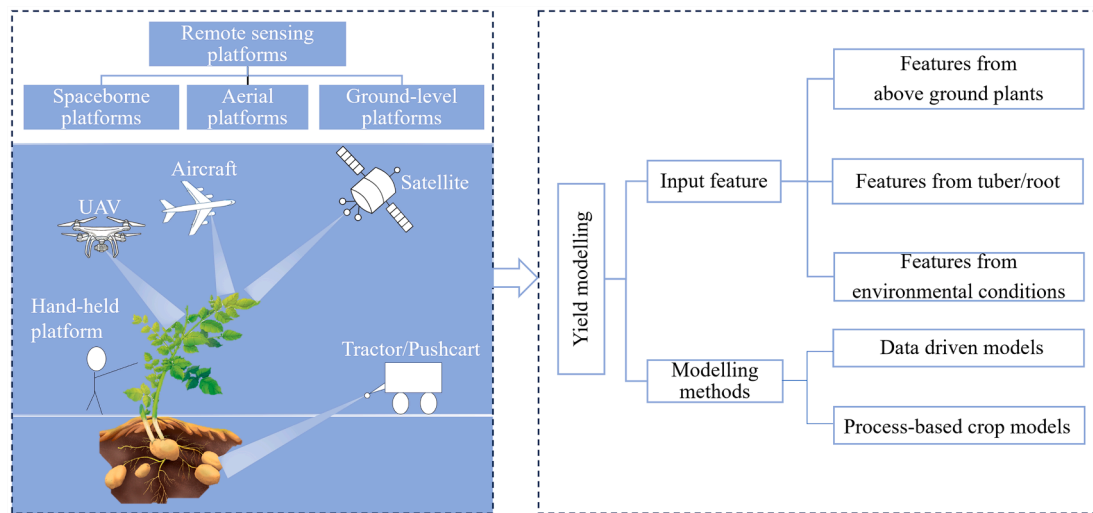 Remote sensing
platforms
Spaceborne
platforms
Aerial
platforms
Ground-level
platforms
Aircraft
Satellite
UAV
Hand-held
platform
Tractor/Pushcart
Yield modelling
Input feature
Features from
above ground plants
Features from tuber/root
Features from
environmental conditions
Modelling
methods
Data driven models
Process-based crop models